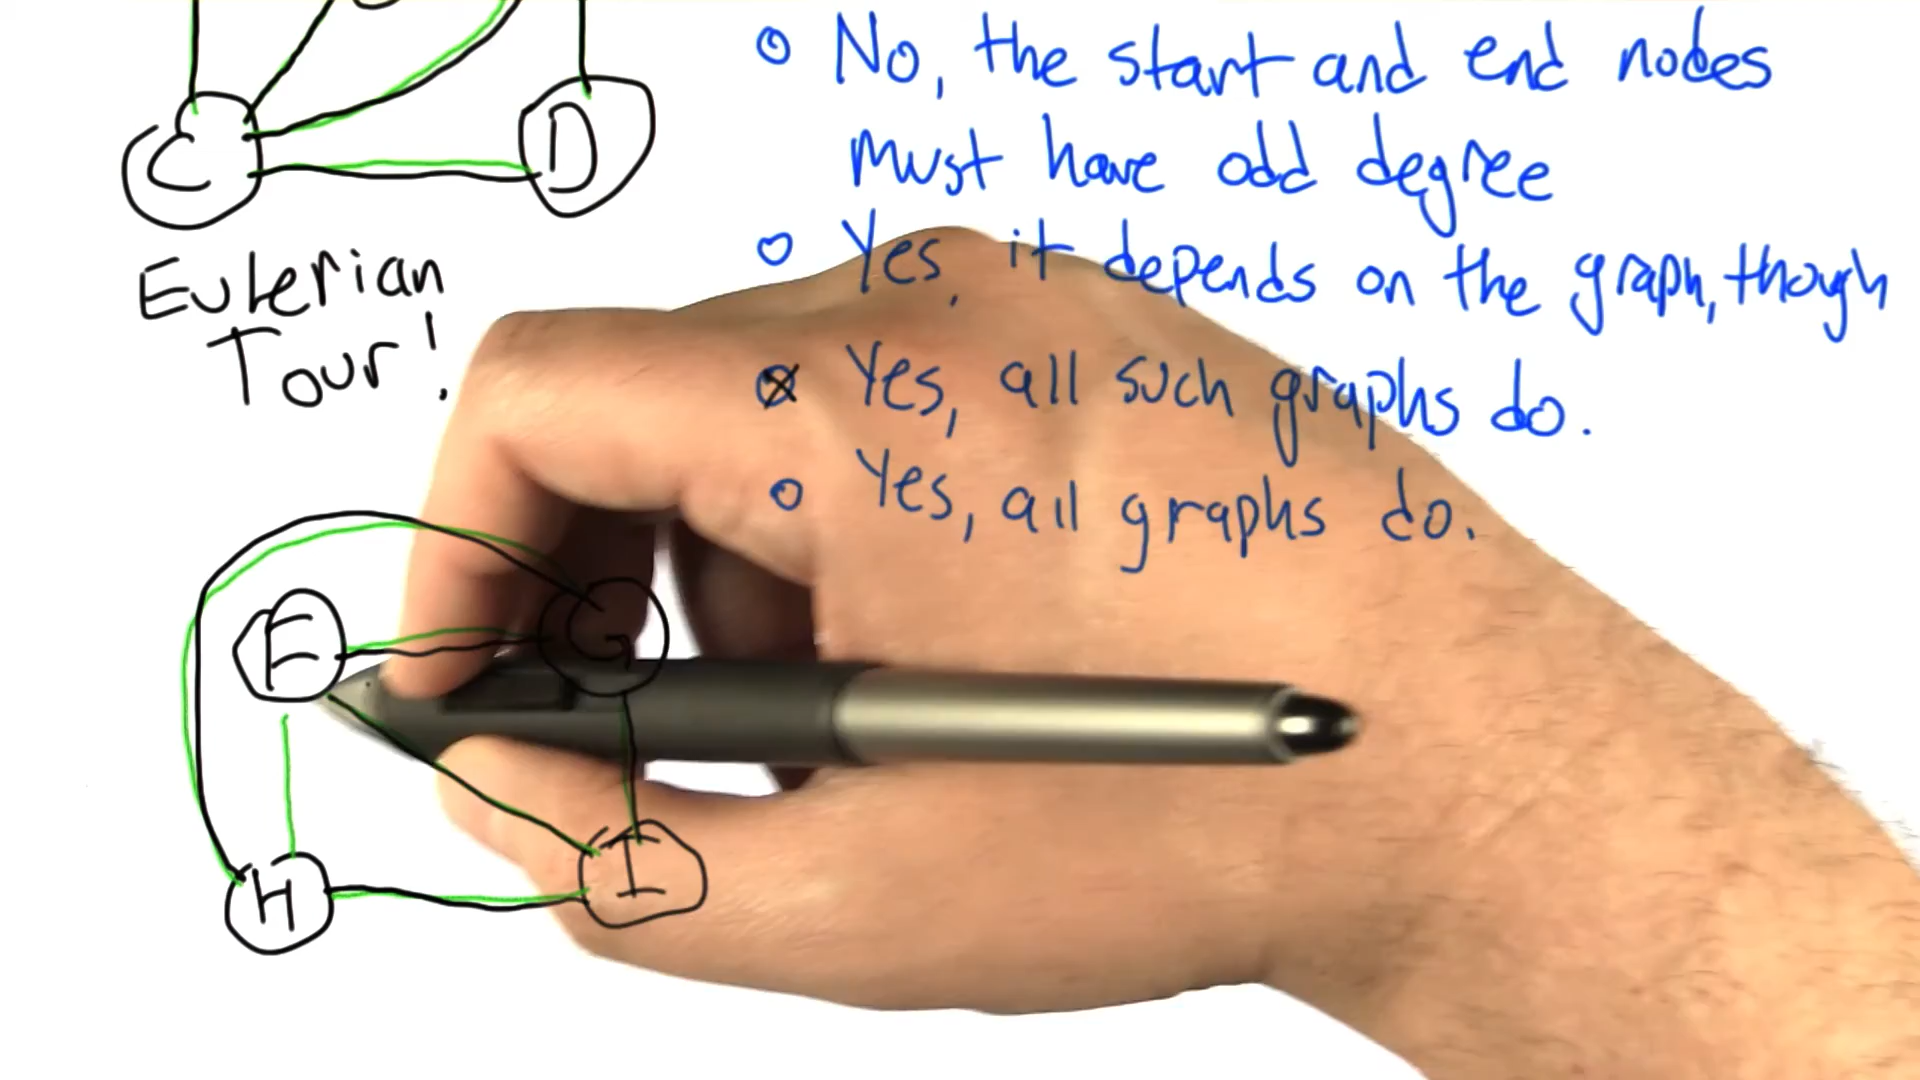 No, the start and end nodes
must have odd degree
Yes, it depends on the graph, though
Yes, all such graphs do.
Yes, all graphs do.
C
D
Eulerian
Tour!
E
G
H
I